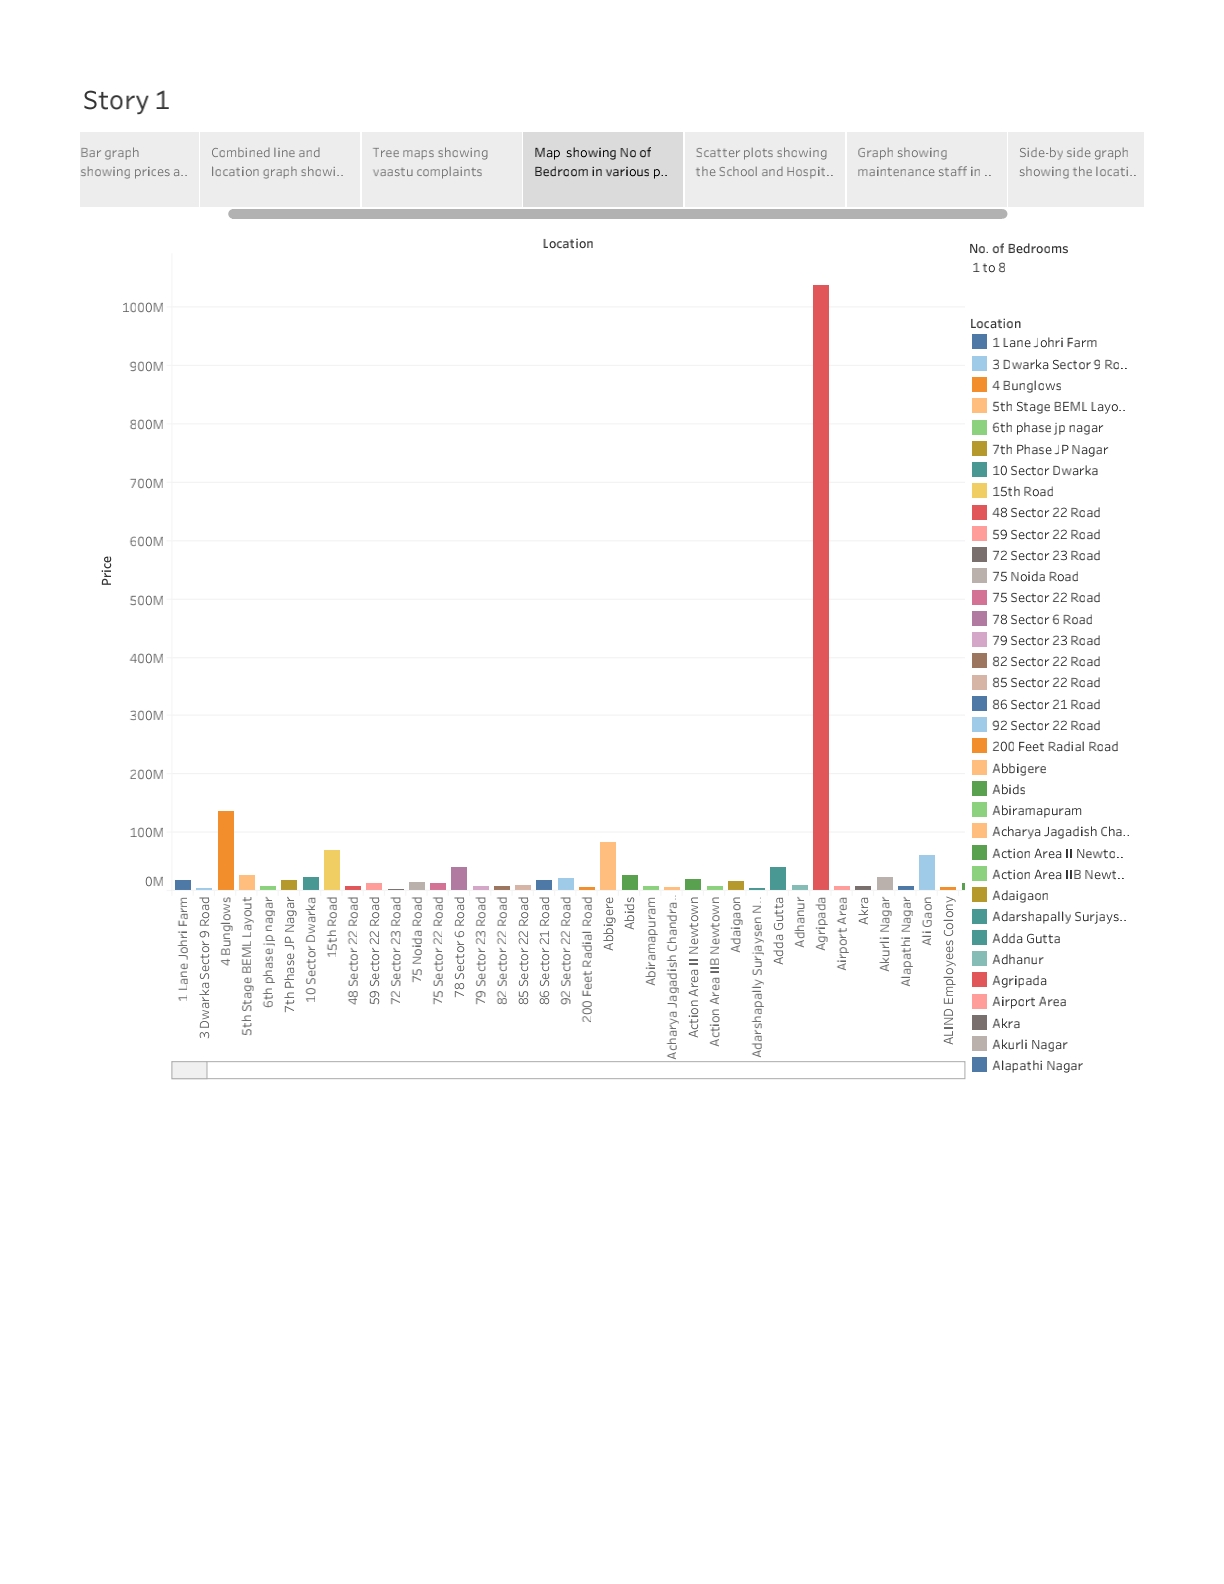 Story 1
Bar graph
showing prices a..
Combined line and
location graph showi..
Tree maps showing
vaastu complaints
Map showing No of
Bedroom in various p..
Scatter plots showing
the School and Hospit..
Graph showing
maintenance staff in ..
Side-by side graph
showing the locati..
Location
Price
1000M
900M
800M
700M
600M
500M
400M
300M
200M
100M
0M
1 Lane Johri Farm
3 Dwarka Sector 9 Road
4 Bunglows
5th Stage BEML Layout
6th phase jp nagar
7th Phase JP Nagar
10 Sector Dwarka
15th Road
48 Sector 22 Road
59 Sector 22 Road
72 Sector 23 Road
75 Noida Road
75 Sector 22 Road
78 Sector 6 Road
79 Sector 23 Road
82 Sector 22 Road
85 Sector 22 Road
86 Sector 21 Road
92 Sector 22 Road
200 Feet Radial Road
Abbigere
Abids
Abiramapuram
Acharya Jagadish Chandra..
Action Area II Newtown
Action Area IIB Newtown
Adaigaon
Adarshapally Surjaysen N..
Adda Gutta
Adhanur
Agripada
Airport Area
Akra
Akurli Nagar
Alapathi Nagar
Ali Gaon
ALIND Employees Colony
No. of Bedrooms
1 to 8
Location
1 Lane Johri Farm
3 Dwarka Sector 9 Ro..
4 Bunglows
5th Stage BEML Layo..
6th phase jp nagar
7th Phase JP Nagar
10 Sector Dwarka
15th Road
48 Sector 22 Road
59 Sector 22 Road
72 Sector 23 Road
75 Noida Road
75 Sector 22 Road
78 Sector 6 Road
79 Sector 23 Road
82 Sector 22 Road
85 Sector 22 Road
86 Sector 21 Road
92 Sector 22 Road
200 Feet Radial Road
Abbigere
Abids
Abiramapuram
Acharya Jagadish Cha..
Action Area II Newto..
Action Area IIB Newt..
Adaigaon
Adarshapally Surjays..
Adda Gutta
Adhanur
Agripada
Airport Area
Akra
Akurli Nagar
Alapathi Nagar